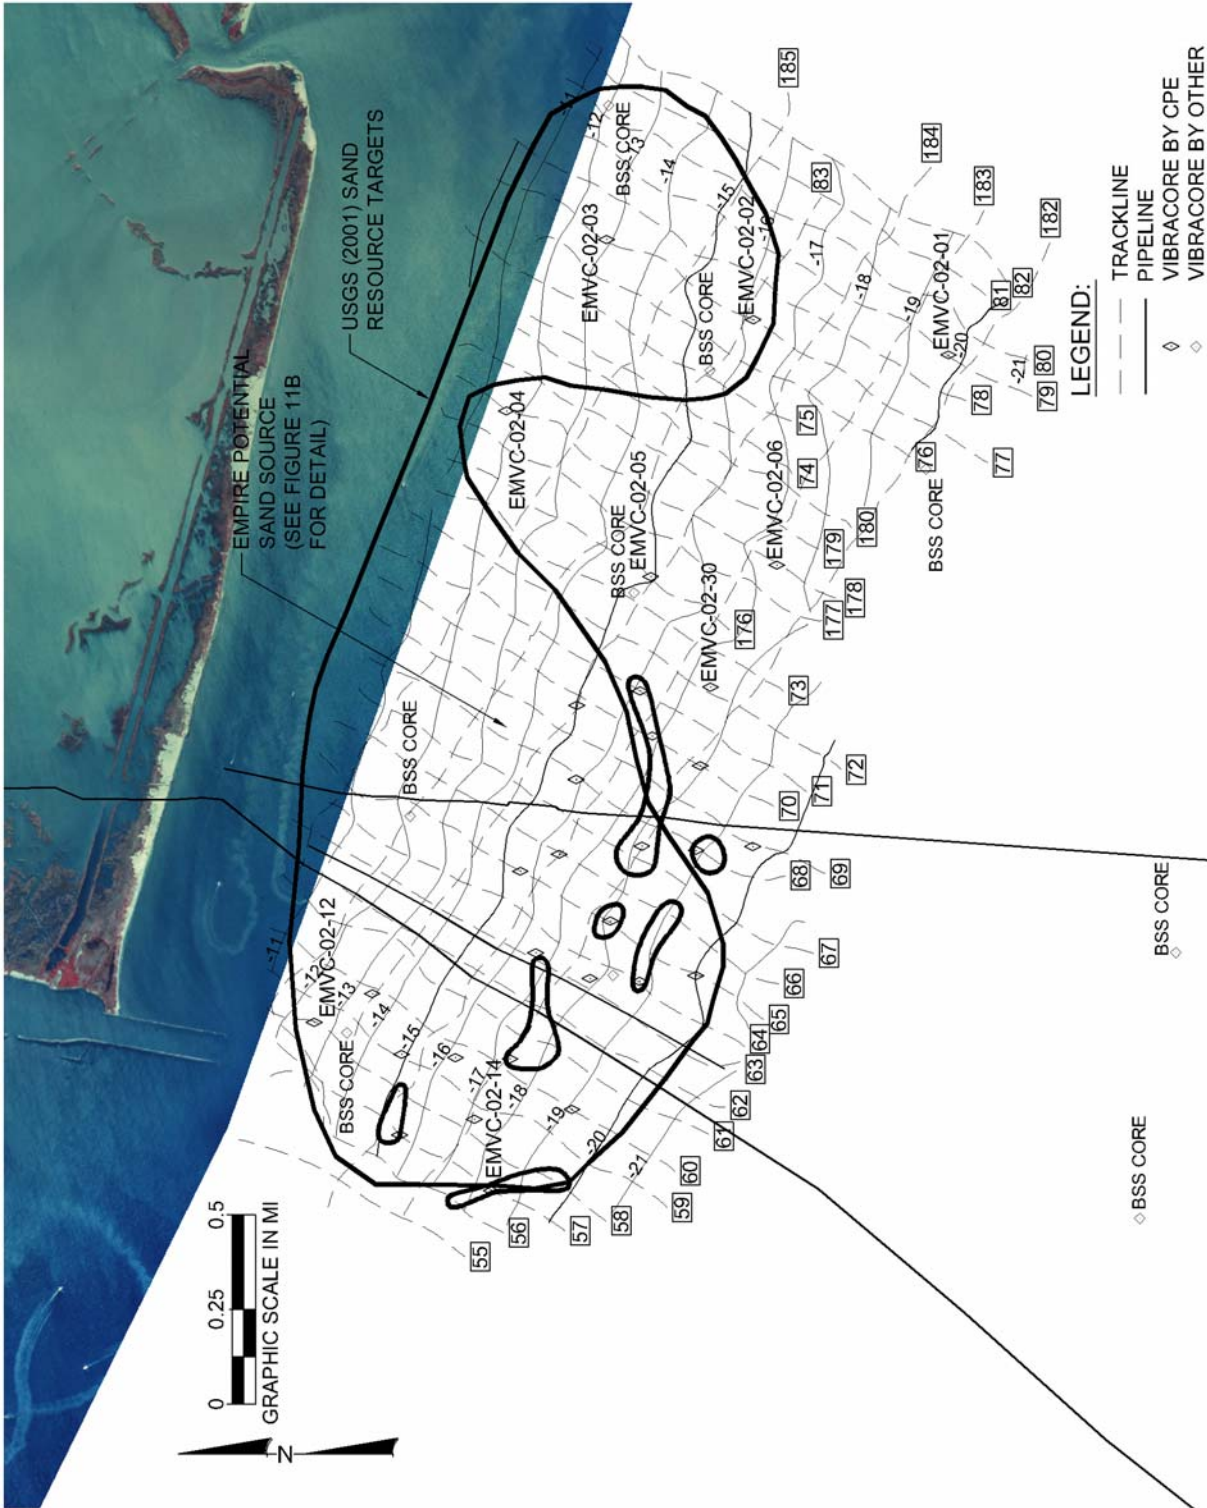 USGS (2001) SAND
RESOURCE TARGETS
EMPIRE POTENTIAL
SAND SOURCE
(SEE FIGURE 11B
FOR DETAIL)
0
0.25
0.5
GRAPHIC SCALE IN MI
N
-11
-12
-13
-14
-15
-16
-17
-18
-19
-20
-21
EMVC-02-12
BSS CORE
EMVC-02-14
BSS CORE
EMVC-02-04
EMVC-02-03
BSS CORE
BSS CORE
EMVC-02-02
EMVC-02-05
BSS CORE
EMVC-02-30
EMVC-02-06
EMVC-02-01
BSS CORE
-11
-12
-13
-14
-15
-16
-17
-18
-19
-20
-21
55
56
57
58
59
60
61
62
63
64
65
66
67
68
69
70
71
72
73
176
177
178
179
180
74
75
76
77
78
79
80
81
82
83
182
183
184
185
BSS CORE
BSS CORE
LEGEND:
TRACKLINE
PIPELINE
VIBRACORE BY CPE
VIBRACORE BY OTHER